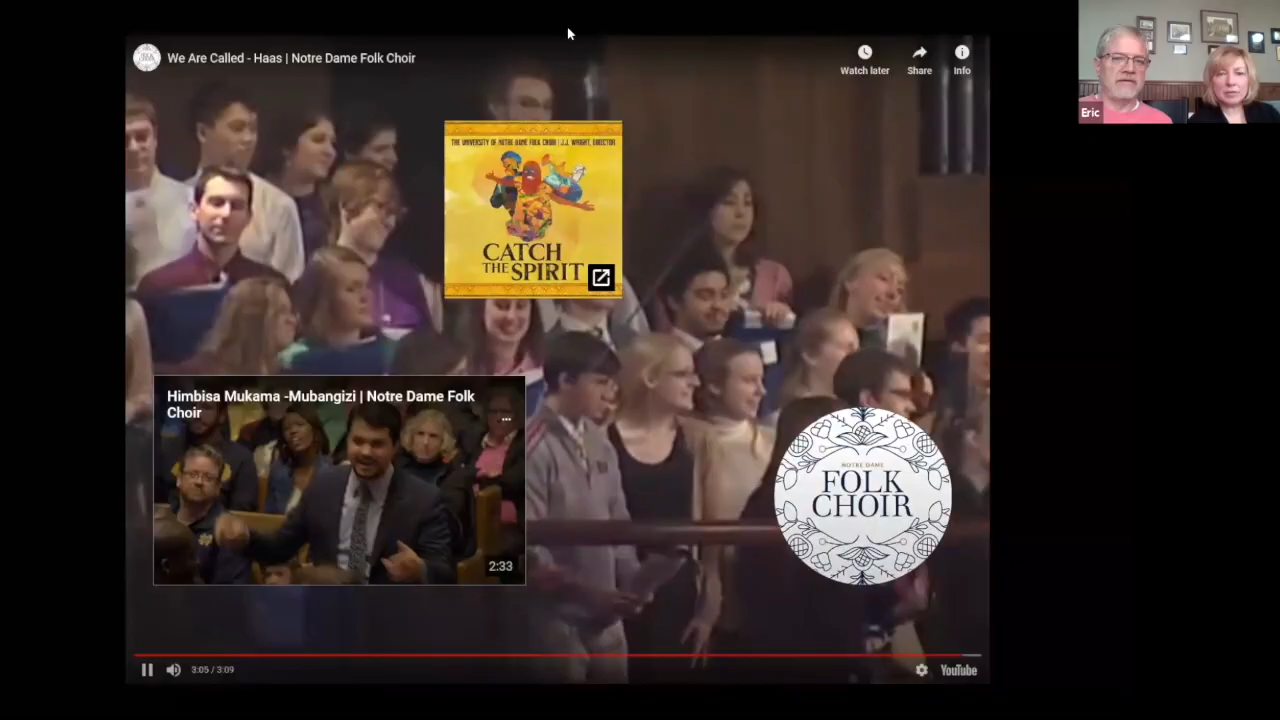 We Are Called - Haas | Notre Dame Folk Choir
Watch later
Share
Info
Eric
THE UNIVERSITY OF NOTRE DAME FOLK CHOIR | J.J. WRIGHT, DIRECTOR
CATCH
THE SPIRIT
Himbisa Mukama -Mubangizi | Notre Dame Folk
Choir
2:33
NOTRE DAME
FOLK
CHOIR
3:05 / 3:09
YouTube